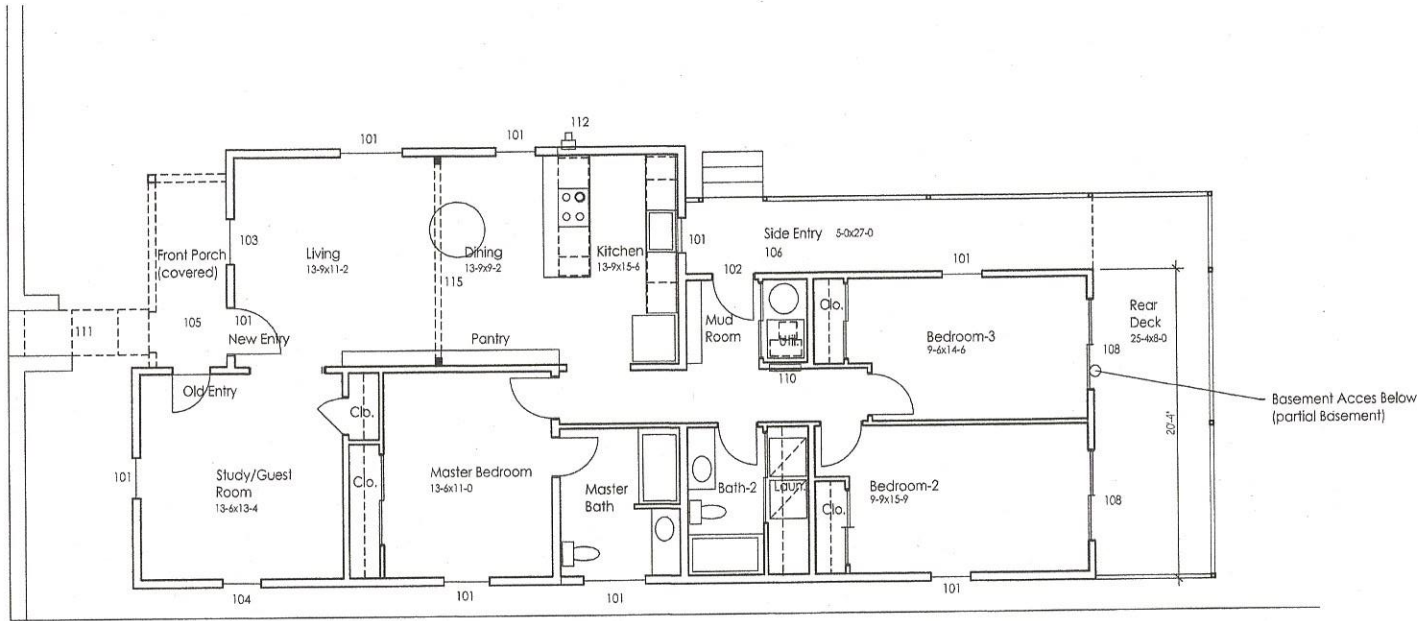 112
101
101
103
Living
13-9x11-2
Dining
13-9x9-2
115
Kitchen
13-9x15-6
101
Side Entry 5-0x27-0
106
102
101
Front Porch
(covered)
111
105
101
New Entry
Pantry
Mud
Room
Util.
Clo.
Bedroom-3
9-6x14-6
Rear
Deck
25-4x8-0
108
110
Old Entry
Basement Acces Below
(partial Basement)
20'-4"
Clo.
101
Study/Guest
Room
13-6x13-4
Clo.
Master Bedroom
13-6x11-0
Master
Bath
Bath-2
Laun.
Clo.
Bedroom-2
9-9x15-9
108
104
101
101
101